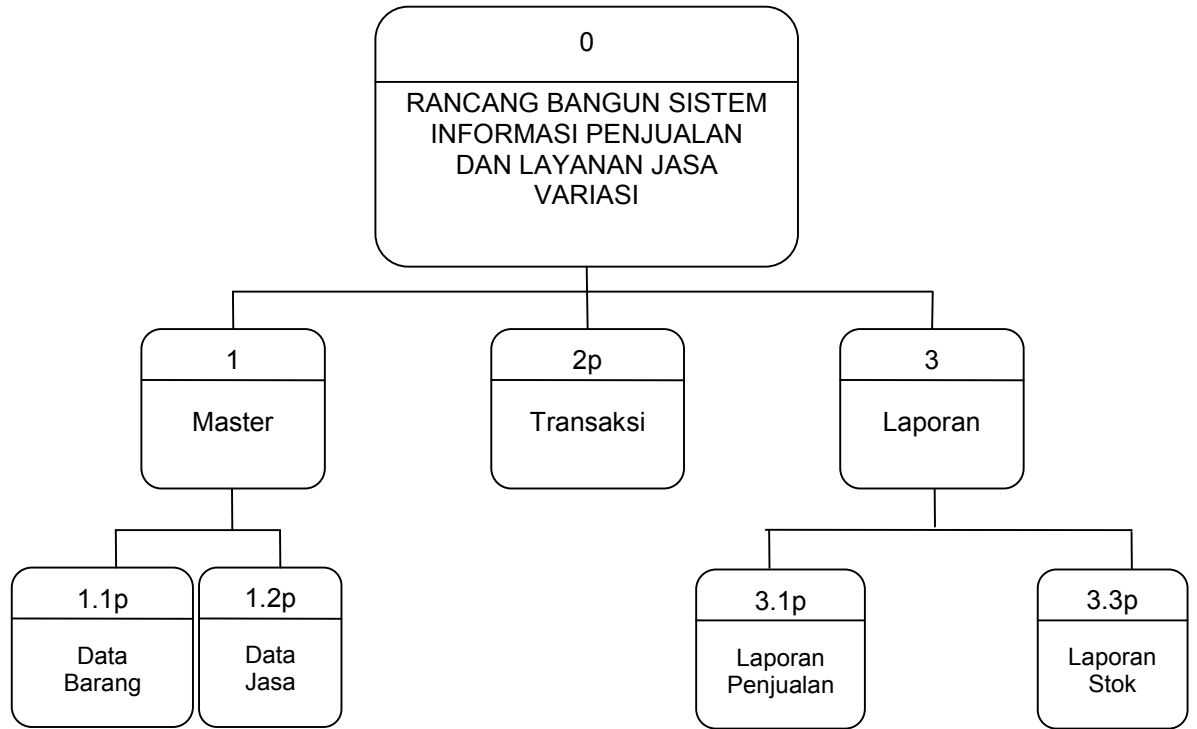 0
RANCANG BANGUN SISTEM
INFORMASI PENJUALAN
DAN LAYANAN JASA
VARIASI
1
Master
2p
Transaksi
3
Laporan
1.1p
Data
Barang
1.2p
Data
Jasa
3.1p
Laporan
Penjualan
3.3p
Laporan
Stok